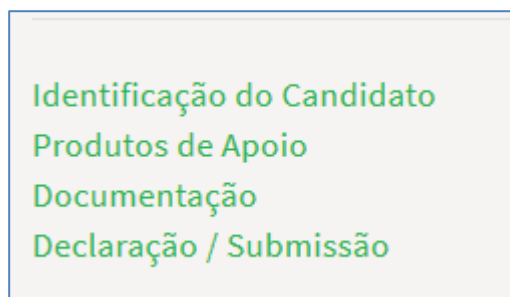 Identificação do Candidato
Produtos de Apoio
Documentação
Declaração / Submissão